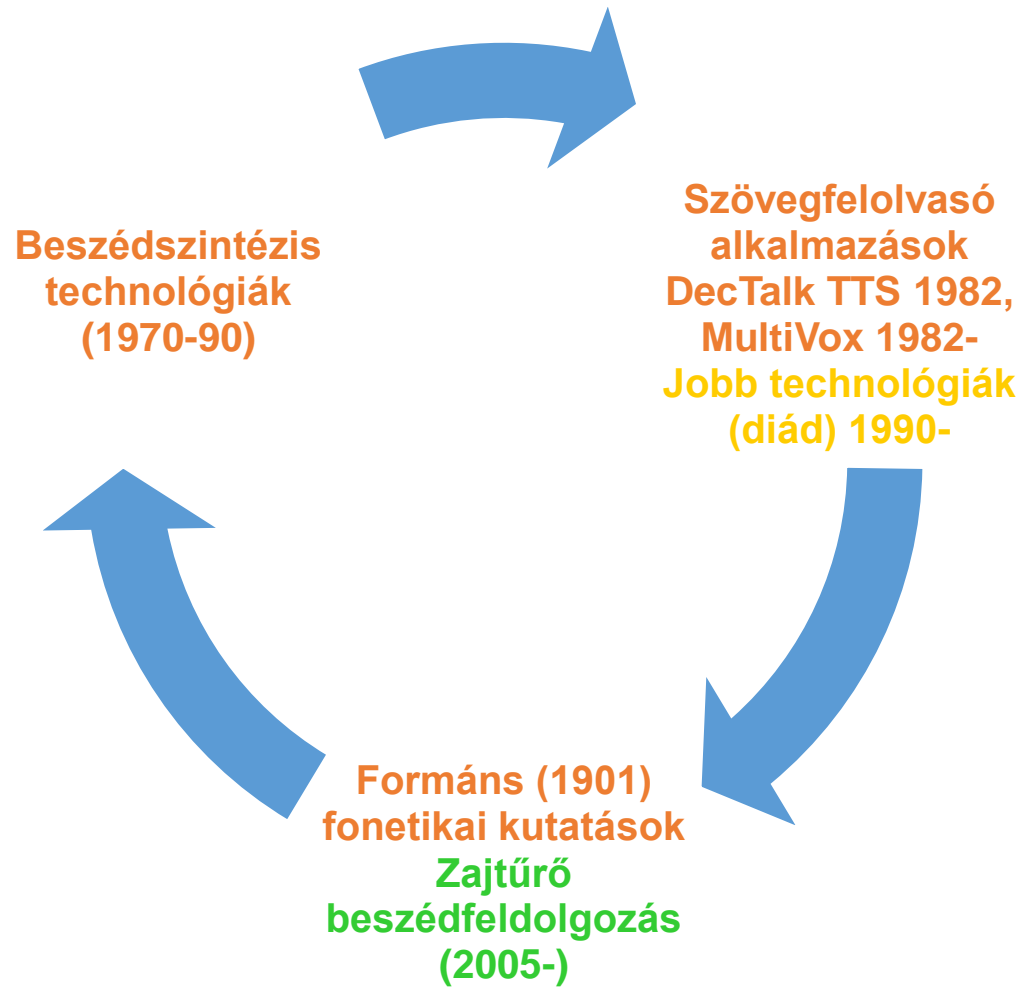 Beszédszintézis
technológiák
(1970-90)
Szövegfelolvasó
alkalmazások
DecTalk TTS 1982,
MultiVox 1982-
Jobb technológiák
(diád) 1990-
Formáns (1901)
fonetikai kutatások
Zajtűrő
beszédfeldolgozás
(2005-)